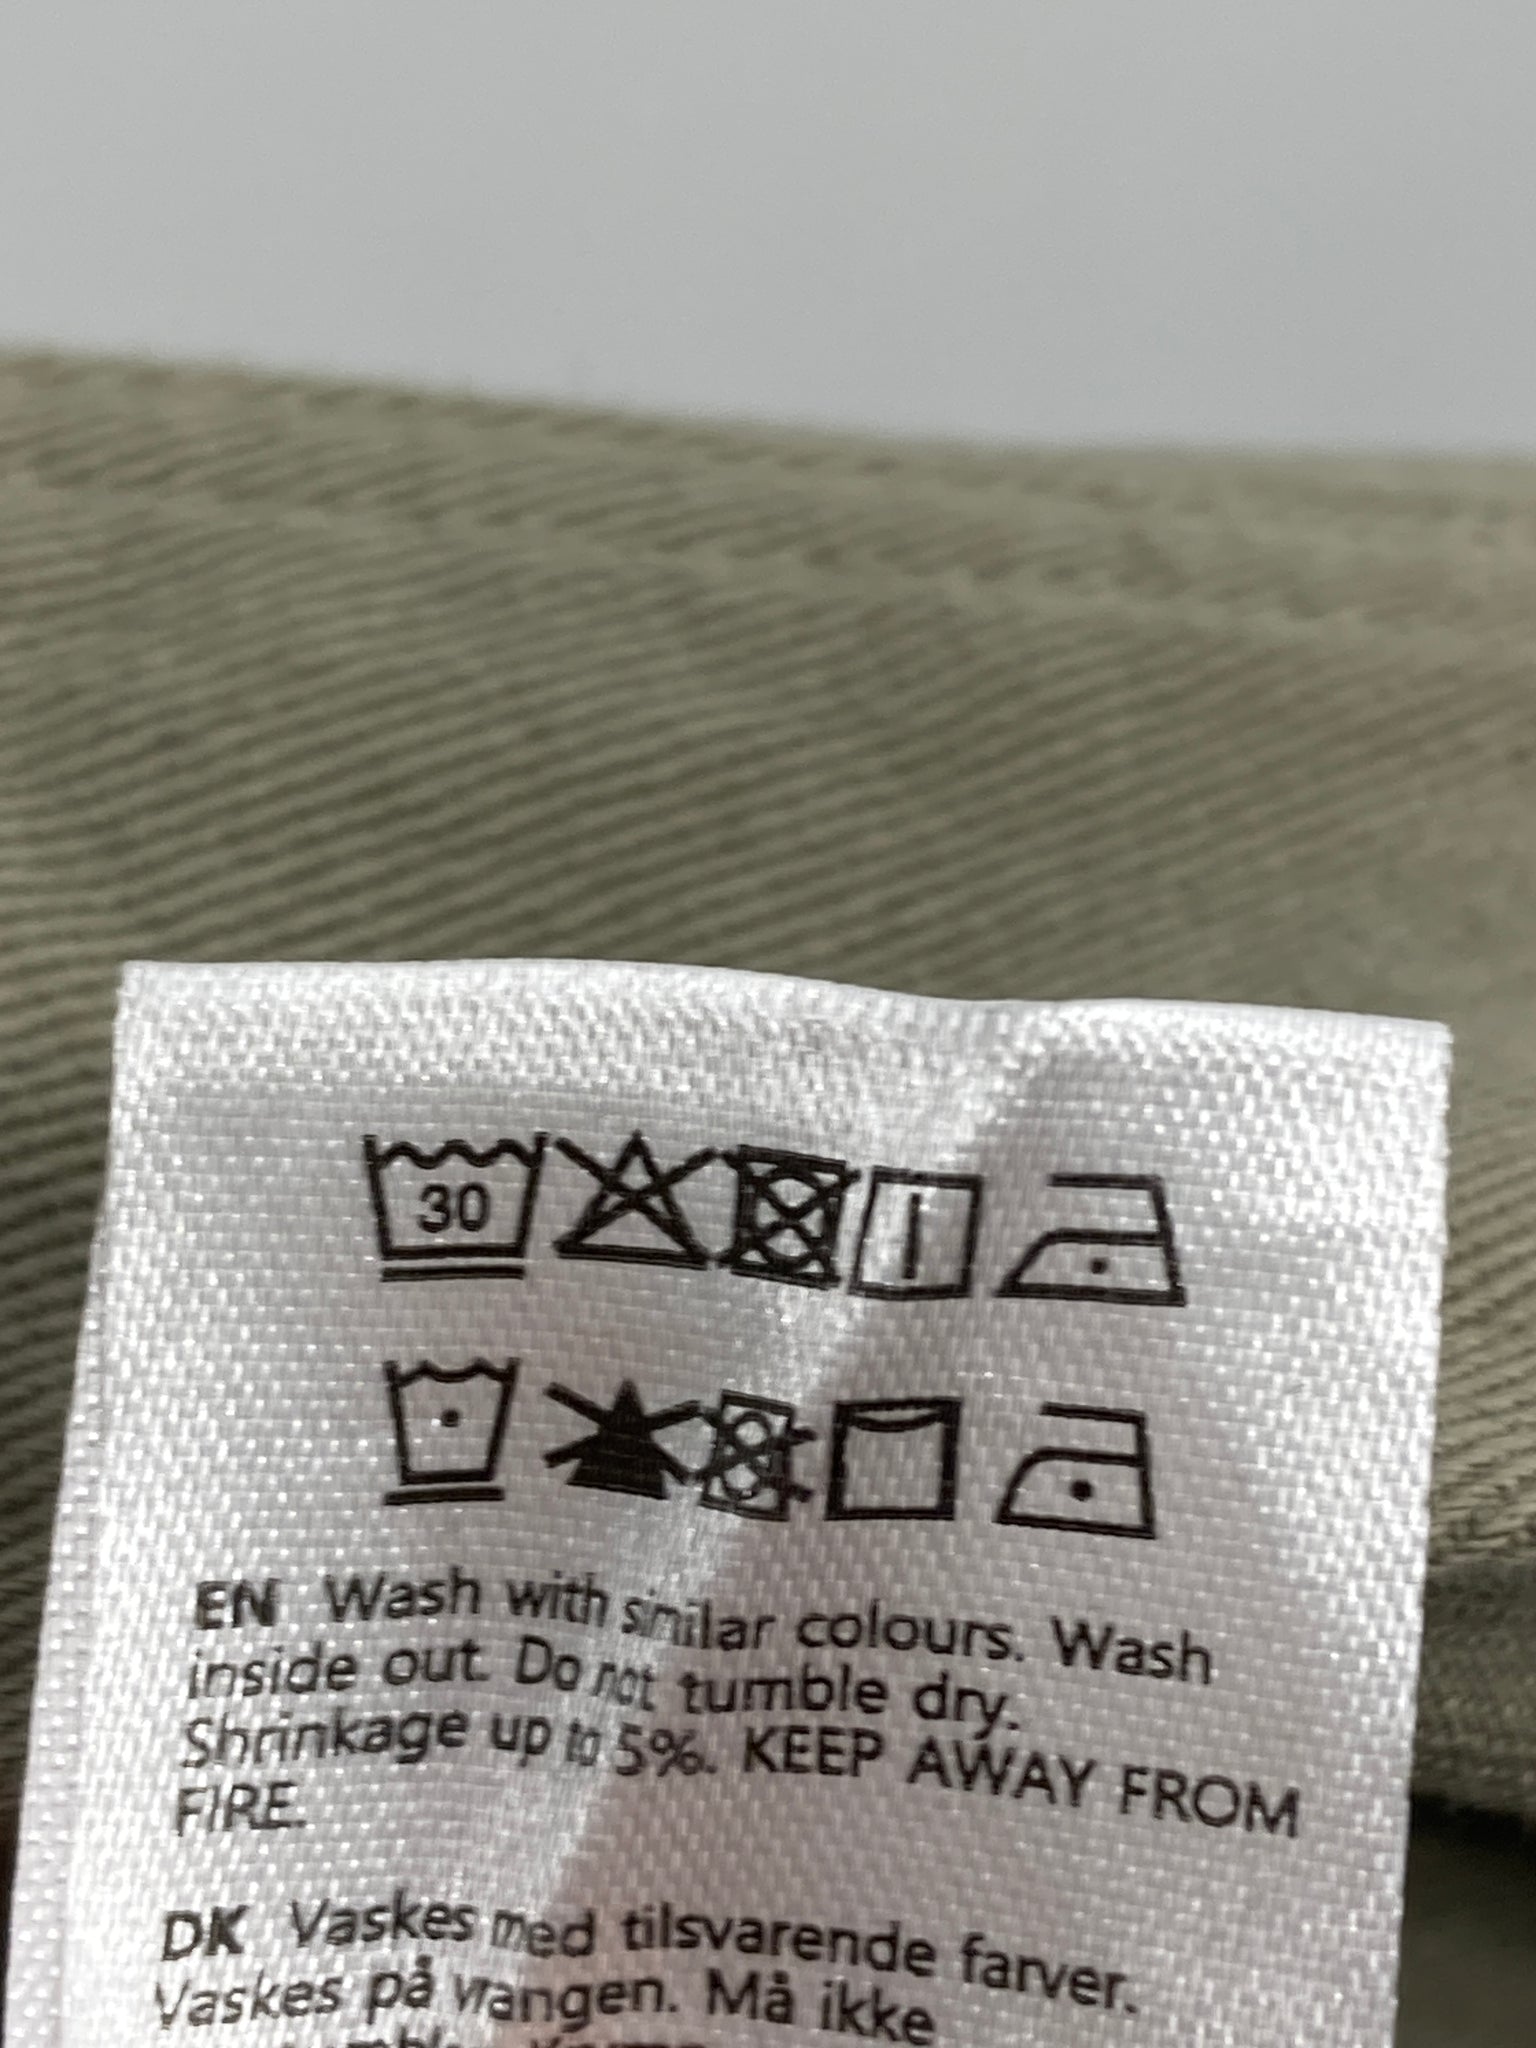 30
EN Wash with similar colours. Wash
inside out. Do not tumble dry.
Shrinkage up to 5%. KEEP AWAY FROM
FIRE.
DK Vaskes med tilsvarende farver.
Vaskes på vrangen. Må ikke